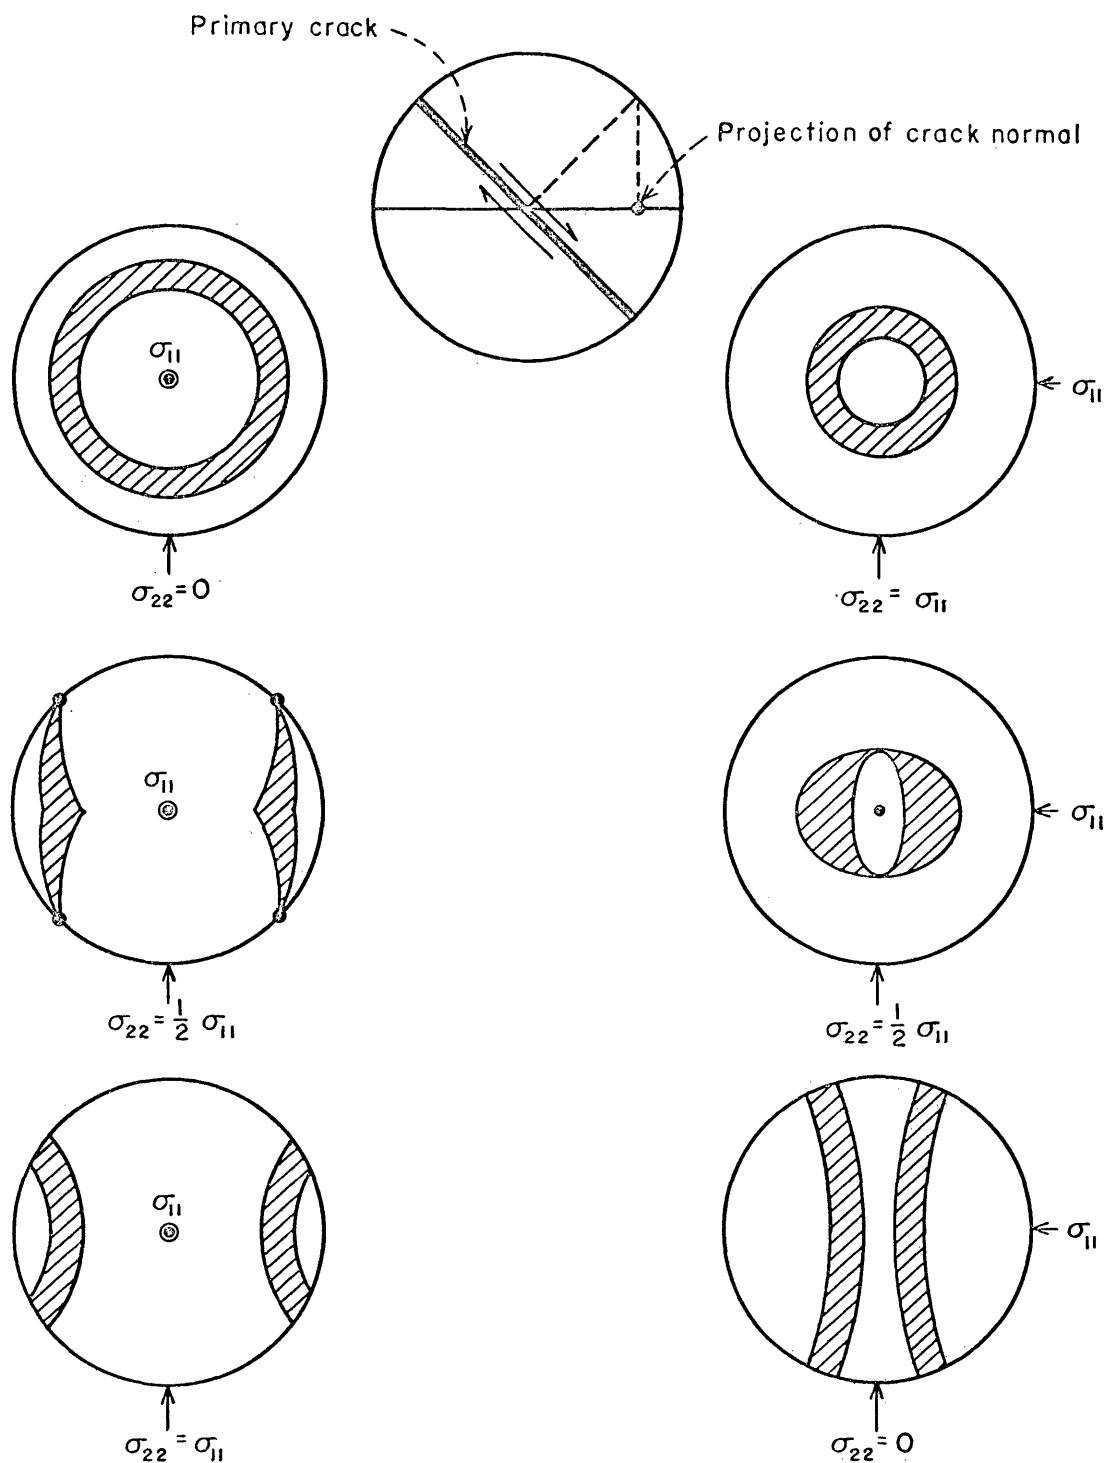 Primary crack
Projection of crack normal
σ₁₁
σ₂₂ = 0
σ₁₁
σ₂₂ = σ₁₁
σ₁₁
σ₂₂ = ½ σ₁₁
σ₁₁
σ₂₂ = ½ σ₁₁
σ₁₁
σ₂₂ = σ₁₁
σ₁₁
σ₂₂ = 0